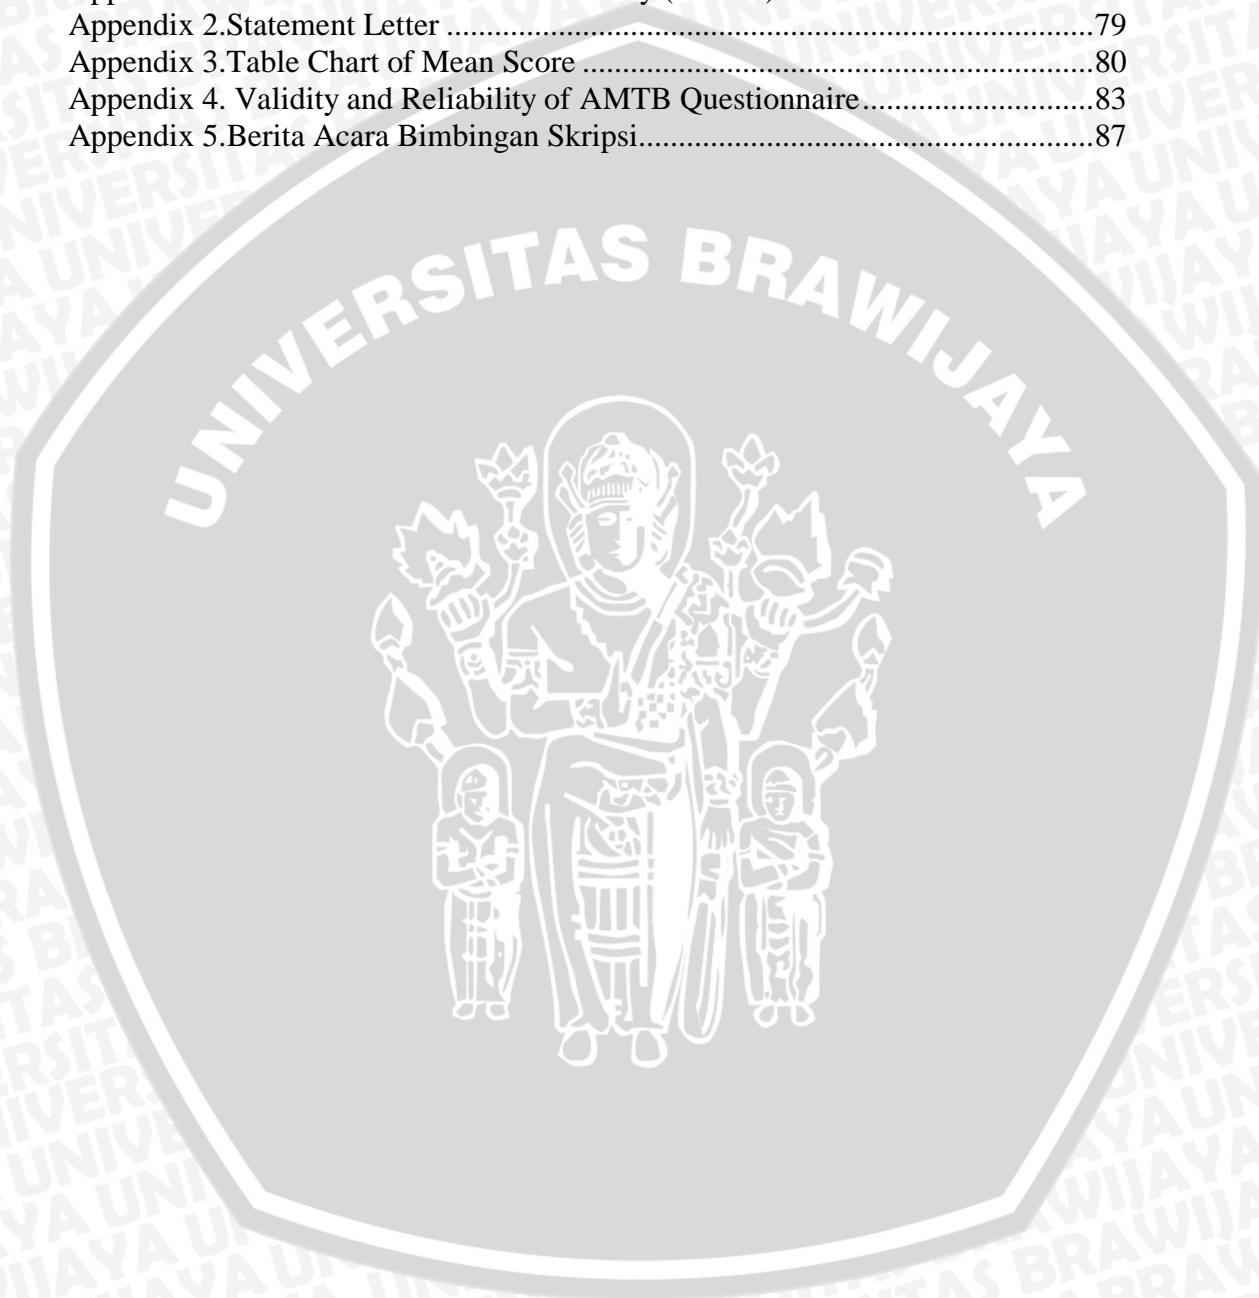 Appendix 2.Statement Letter ....................................................................79
Appendix 3.Table Chart of Mean Score .....................................................80
Appendix 4. Validity and Reliability of AMTB Questionnaire........................83
Appendix 5.Berita Acara Bimbingan Skripsi...............................................87
UNIVERSITAS BRAWIJAYA